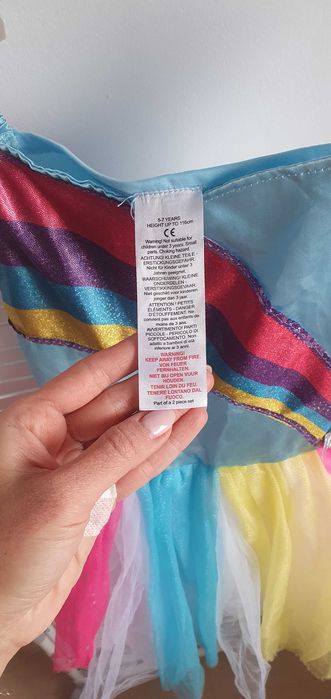 5-7 YEARS
HEIGHT UP TO 116cm
CE
Warning! Not suitable for
children under 3 years. Small
parts. Choking hazard!
ACHTUNG! KLEINE TEILE -
ERSTICKUNGSGEFAHR.
Nicht für Kinder unter 3
Jahren geeignet.
WAARSCHUWING! KLEINE
ONDERDELEN -
VERSTIKKINGSGEVAAR.
Niet geschikt voor kinderen
jonger dan 3 jaar.
ATTENTION ! PETITES
ÉLÉMENTS - DANGER
D'ETOUFFEMENT. Ne
convient pas aux enfants de
moins de 3 ans.
AVVERTIMENTO! PARTI
PICCOLE - PERICOLO DI
SOFFOCAMENTO. Non
adatto a bambini di età
inferiore ai 3 anni.
WARNING!
KEEP AWAY FROM FIRE.
VON FEUER
FERNHALTEN.
NIET BIJ OPEN VUUR
HOUDEN.
TENIR LOIN DU FEU.
TENERE LONTANO DAL
FUOCO.
Part of a 2 piece set